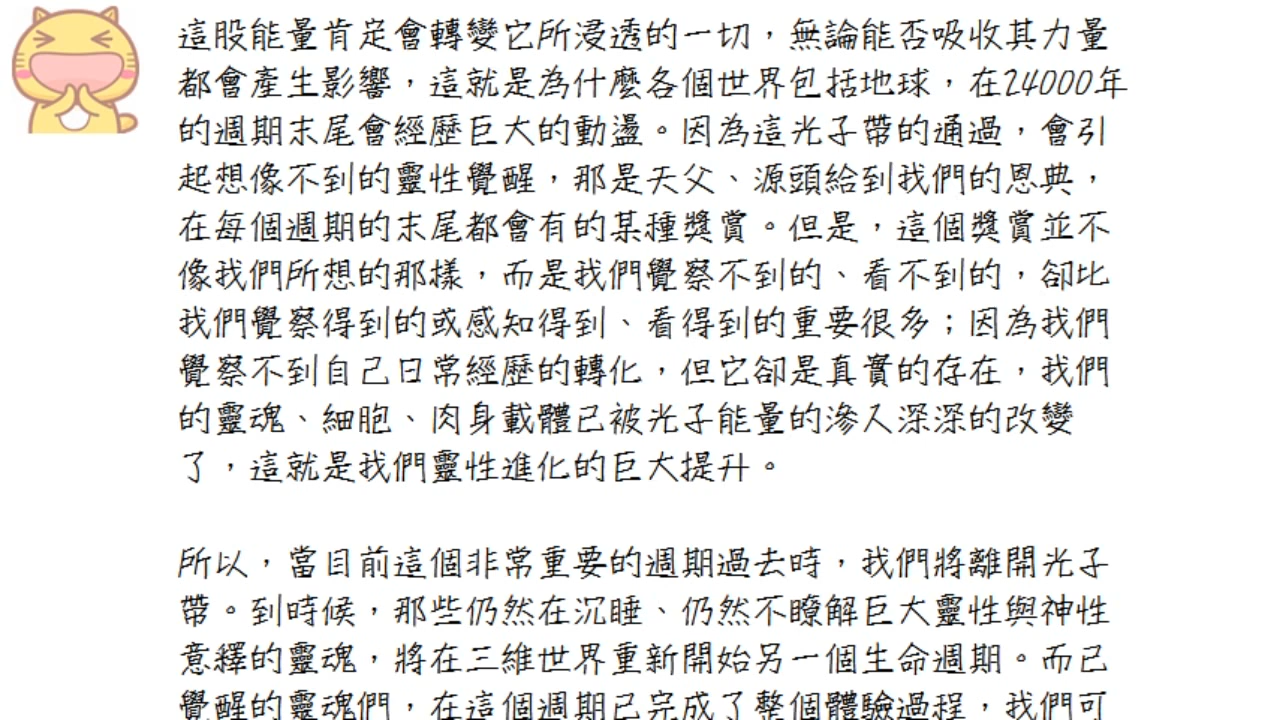 這股能量肯定會轉變它所浸透的一切，無論能否吸收其力量
都會產生影響，這就是為什麼各個世界包括地球，在24000年
的週期末尾會經歷巨大的動盪。因為這光子帶的通過，會引
起想像不到的靈性覺醒，那是天父、源頭給到我們的恩典，
在每個週期的末尾都會有的某種獎賞。但是，這個獎賞並不
像我們所想的那樣，而是我們覺察不到的、看不到的，卻比
我們覺察得到的或感知得到、看得到的重要很多；因為我們
覺察不到自己日常經歷的轉化，但它卻是真實的存在，我們
的靈魂、細胞、肉身載體已被光子能量的滲入深深的改變
了，這就是我們靈性進化的巨大提升。
所以，當目前這個非常重要的週期過去時，我們將離開光子
帶。到時候，那些仍然在沉睡、仍然不瞭解巨大靈性與神性
意釋的靈魂，將在三維世界重新開始另一個生命週期。而已
覺醒的靈魂們，在這個週期已完成了整個體驗過程，我們可